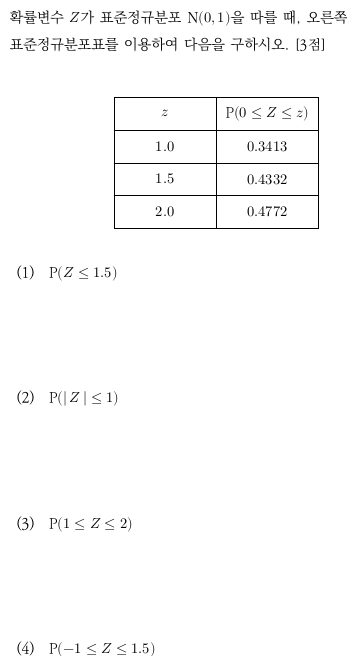 확률변수 Z가 표준정규분포 N(0, 1)을 따를 때, 오른쪽
표준정규분포표를 이용하여 다음을 구하시오. [3점]
z P(0 ≤ Z ≤ z)
1.0 0.3413
1.5 0.4332
2.0 0.4772
(1) P(Z ≤ 1.5)
(2) P(| Z | ≤ 1)
(3) P(1 ≤ Z ≤ 2)
(4) P(−1 ≤ Z ≤ 1.5)